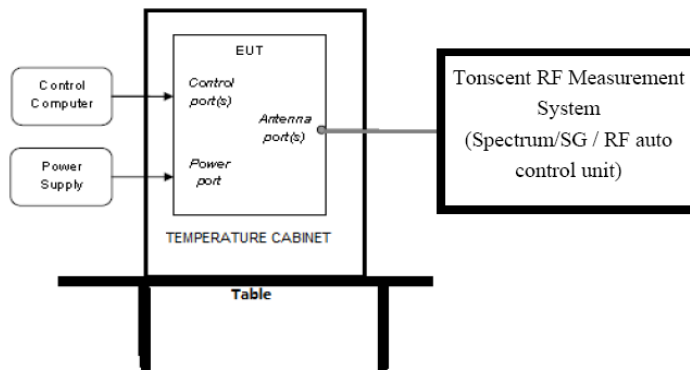 Control
Computer
Power
Supply
EUT
Control
port(s)
Antenna
port(s)
Power
port
TEMPERATURE CABINET
Table
Tonscent RF Measurement
System
(Spectrum/SG / RF auto
control unit)